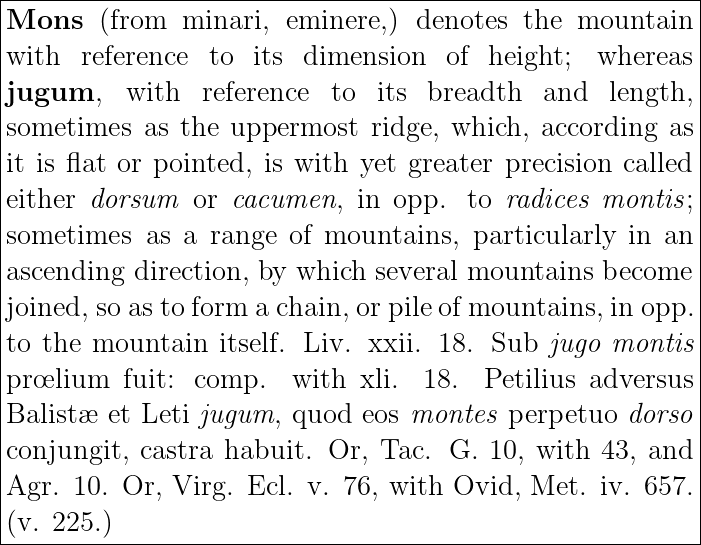 Mons (from minari, eminere,) denotes the mountain
with reference to its dimension of height; whereas
jugum, with reference to its breadth and length,
sometimes as the uppermost ridge, which, according as
it is flat or pointed, is with yet greater precision called
either dorsum or cacumen, in opp. to radices montis;
sometimes as a range of mountains, particularly in an
ascending direction, by which several mountains become
joined, so as to form a chain, or pile of mountains, in opp.
to the mountain itself. Liv. xxii. 18. Sub jugo montis
prœlium fuit: comp. with xli. 18. Petilius adversus
Balistæ et Leti jugum, quod eos montes perpetuo dorso
conjungit, castra habuit. Or, Tac. G. 10, with 43, and
Agr. 10. Or, Virg. Ecl. v. 76, with Ovid, Met. iv. 657.
(v. 225.)